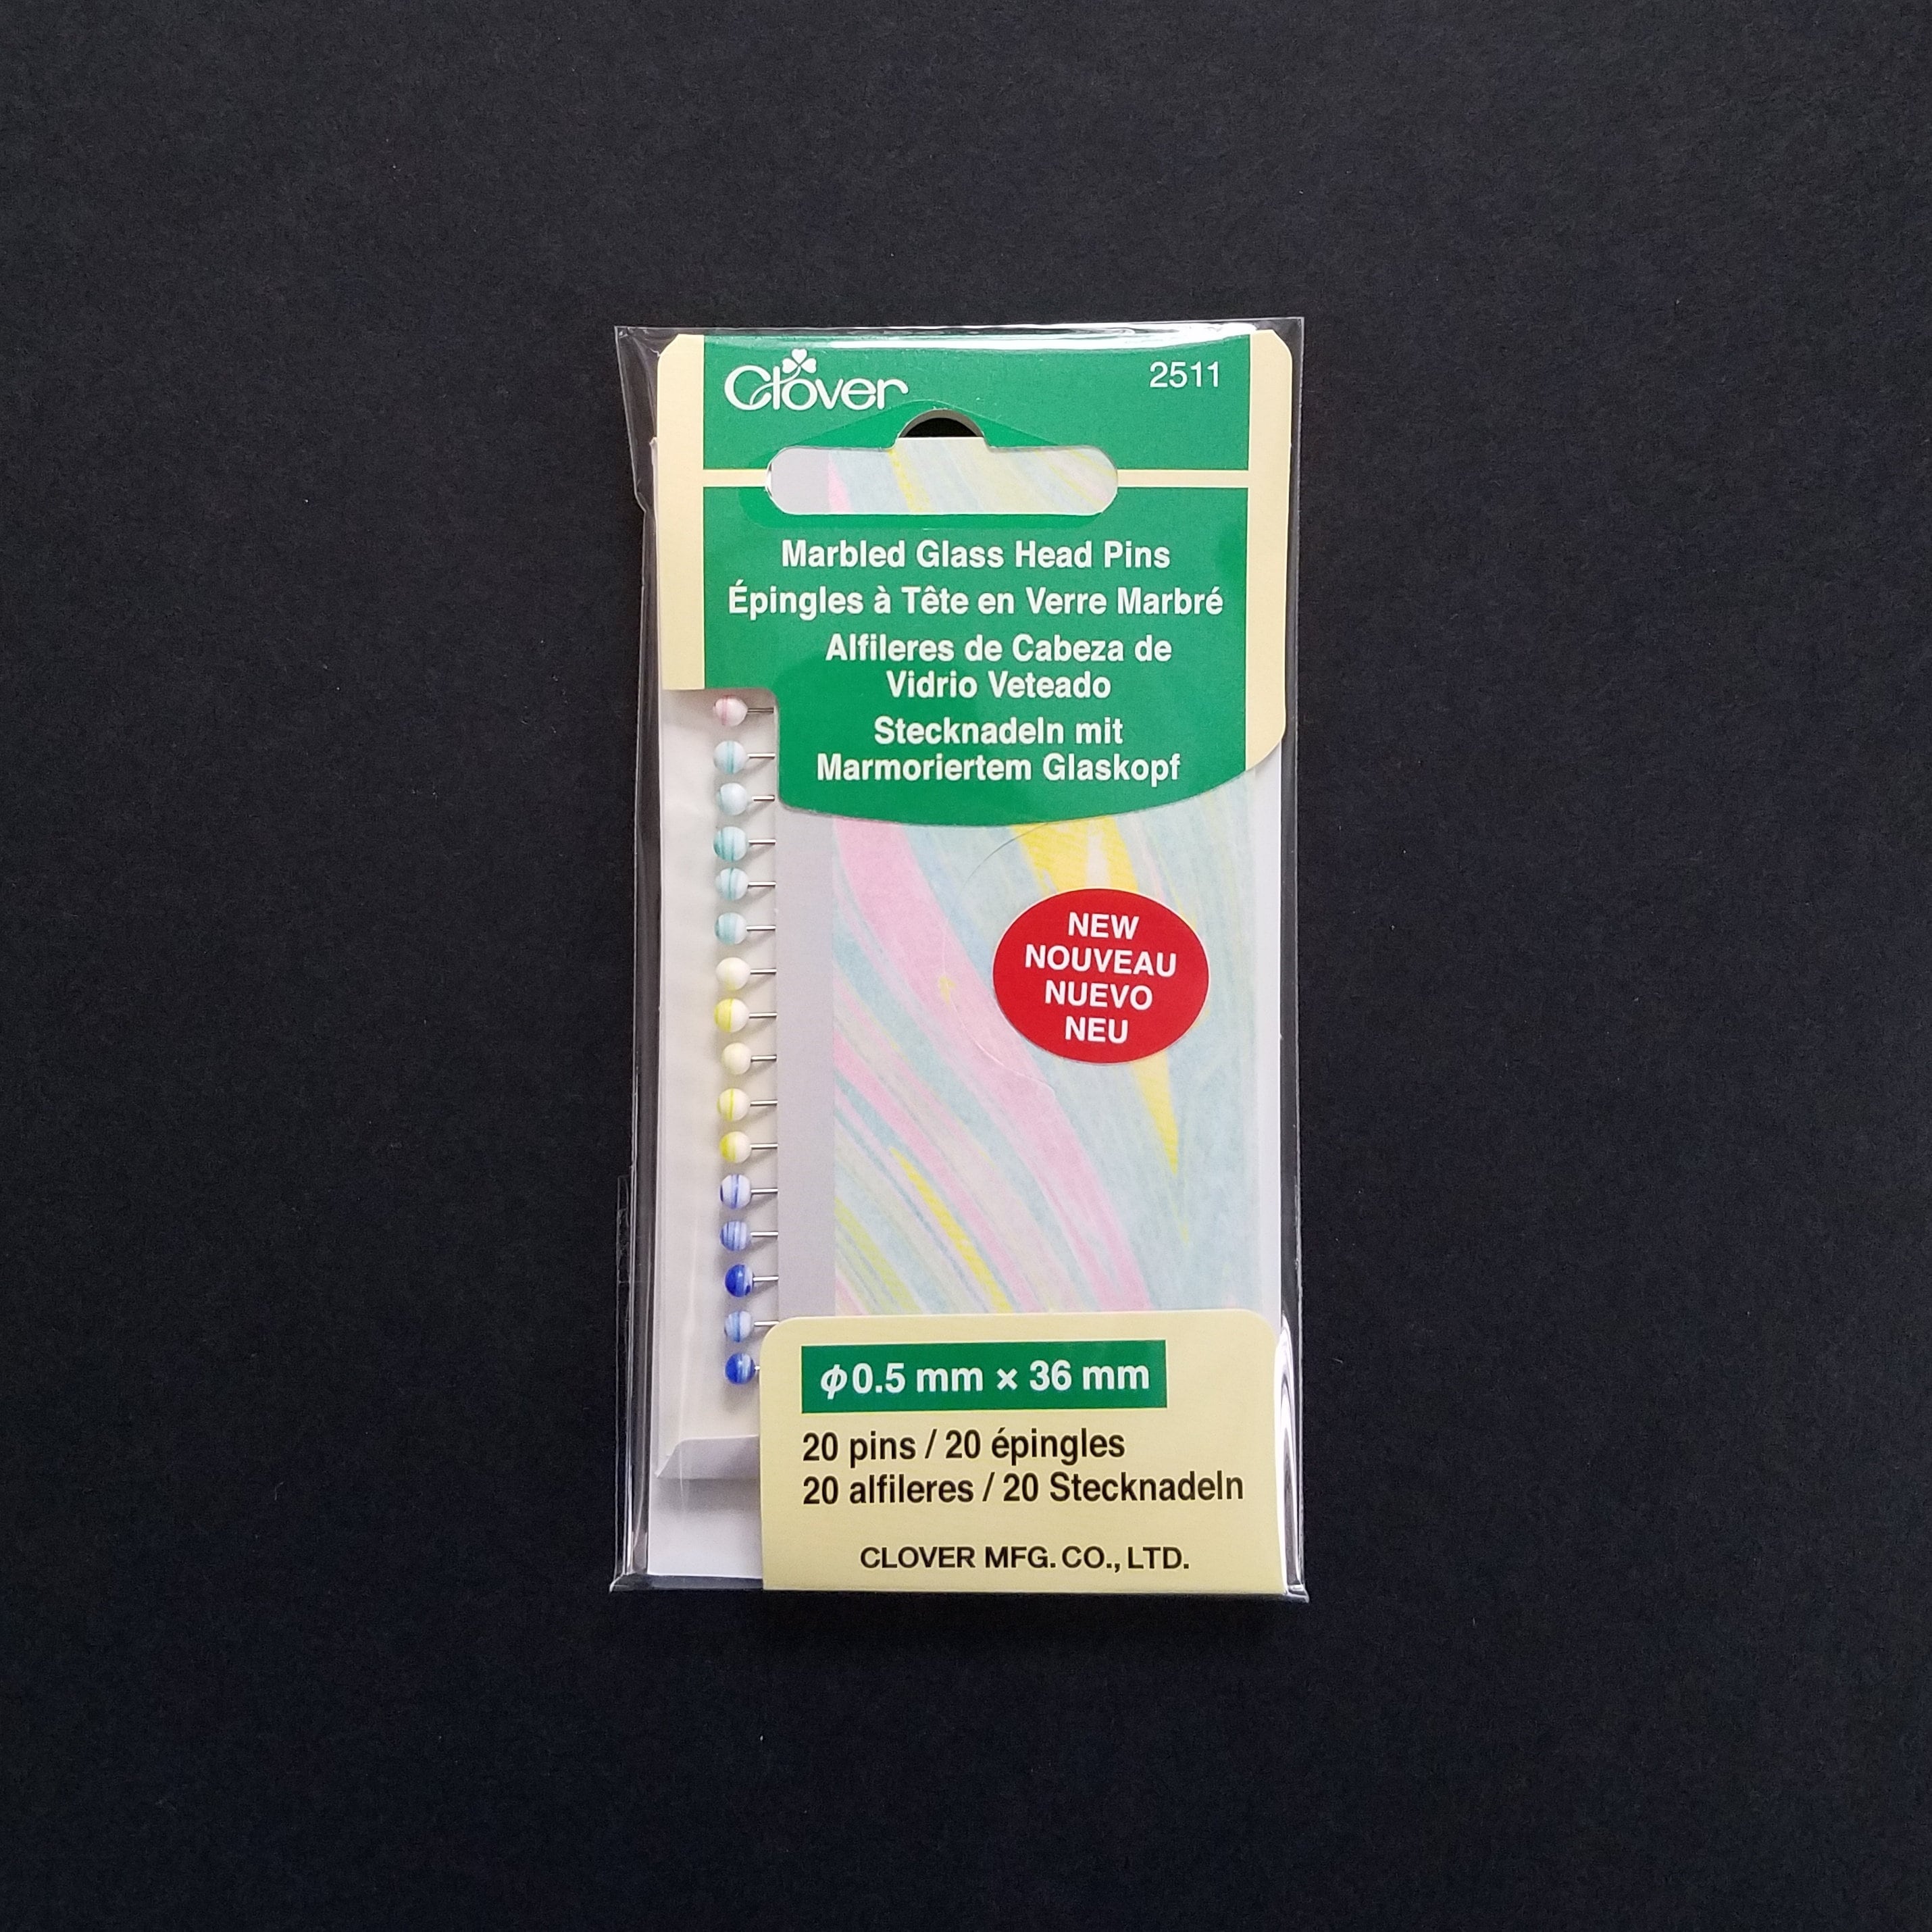 Clover
2511
Marbled Glass Head Pins
Épingles à Tête en Verre Marbré
Alfileres de Cabeza de
Vidrio Veteado
Stecknadeln mit
Marmoriertem Glaskopf
NEW
NOUVEAU
NUEVO
NEU
φ0.5 mm × 36 mm
20 pins / 20 épingles
20 alfileres / 20 Stecknadeln
CLOVER MFG. CO., LTD.